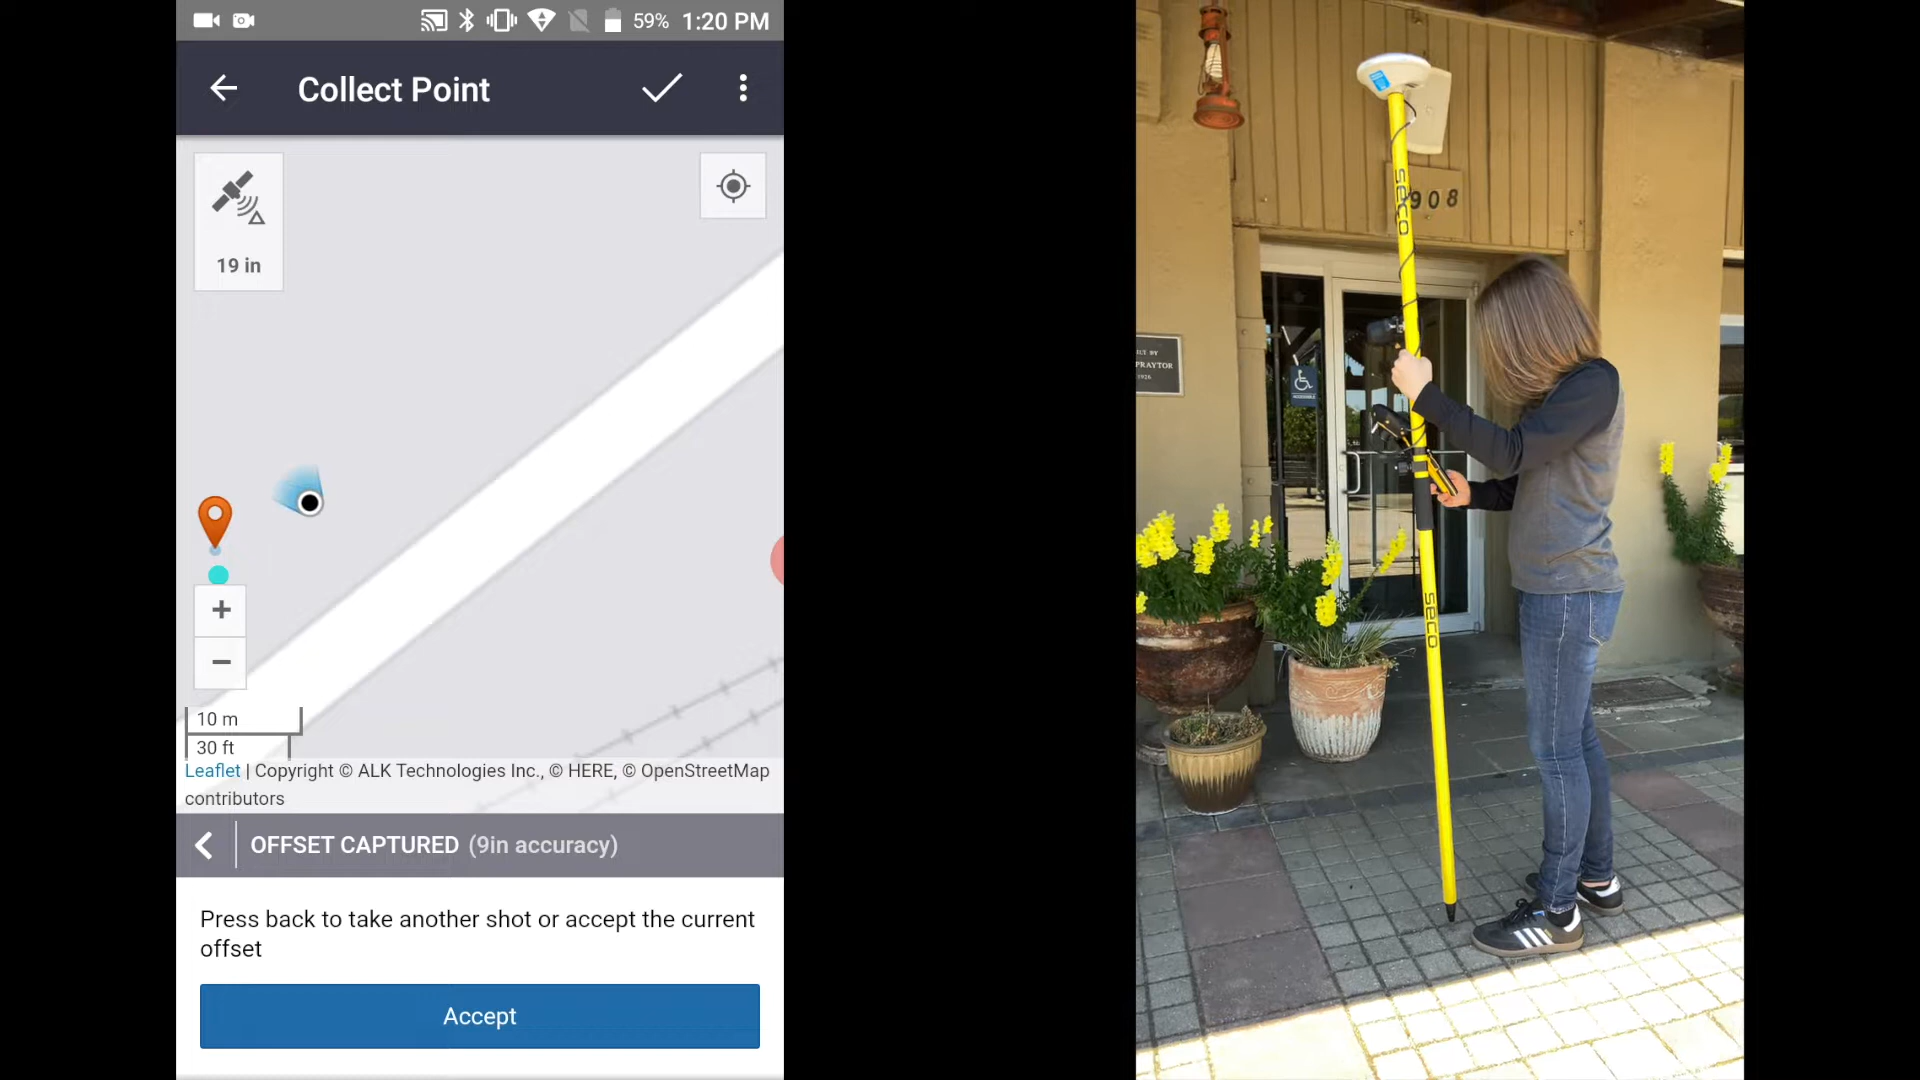 59% 1:20 PM
Collect Point
19 in
+
−
10 m
30 ft
Leaflet | Copyright © ALK Technologies Inc., © HERE, © OpenStreetMap
contributors
OFFSET CAPTURED (9in accuracy)
Press back to take another shot or accept the current
offset
Accept
SECO
908
PRAYTOR
1926
ACCESSIBLE
SECO